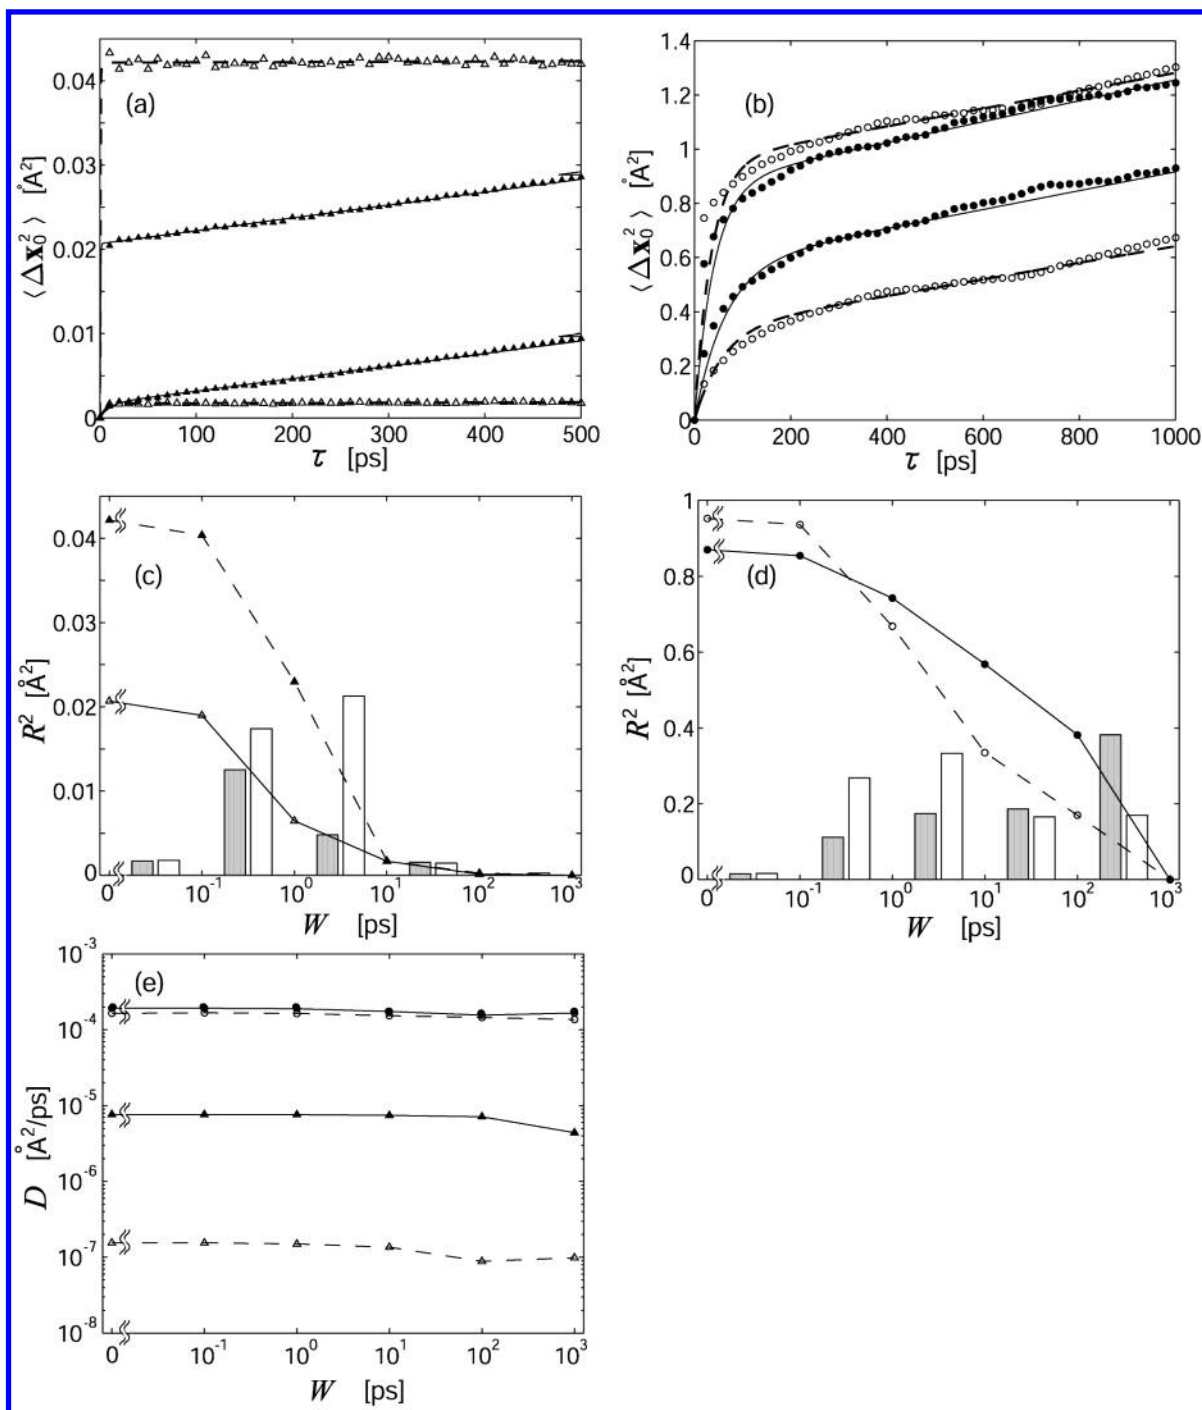 (a)
0.04
0.03
0.02
0.01
0
⟨Δx₀²⟩ [Å²]
0 100 200 300 400 500
τ [ps]
(b)
1.4
1.2
1
0.8
0.6
0.4
0.2
0
⟨Δx₀²⟩ [Å²]
0 200 400 600 800 1000
τ [ps]
(c)
0.04
0.03
0.02
0.01
0
R² [Å²]
0 10⁻¹ 10⁰ 10¹ 10² 10³
W [ps]
(d)
1
0.8
0.6
0.4
0.2
0
R² [Å²]
0 10⁻¹ 10⁰ 10¹ 10² 10³
W [ps]
(e)
10⁻³
10⁻⁴
10⁻⁵
10⁻⁶
10⁻⁷
10⁻⁸
D [Å²/ps]
0 10⁻¹ 10⁰ 10¹ 10² 10³
W [ps]